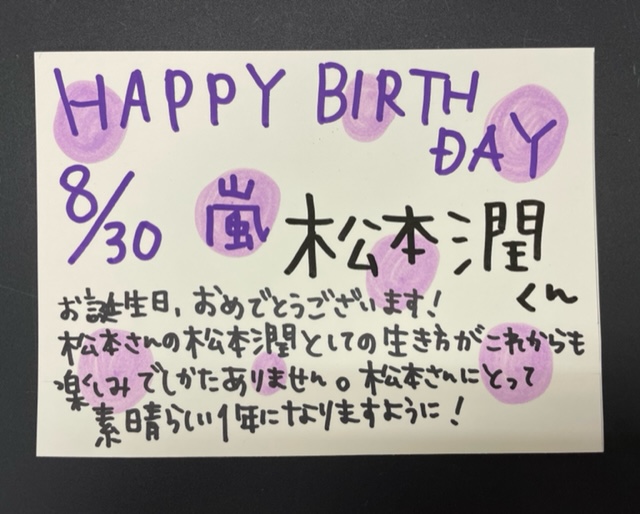 HAPPY BIRTH
DAY
8/30 嵐 松本潤
くん
お誕生日、おめでとうございます!
松本さんの松本潤としての生き方がこれからも
楽しみでしかたありません。松本さんにとって
素晴らしい1年になりますように!